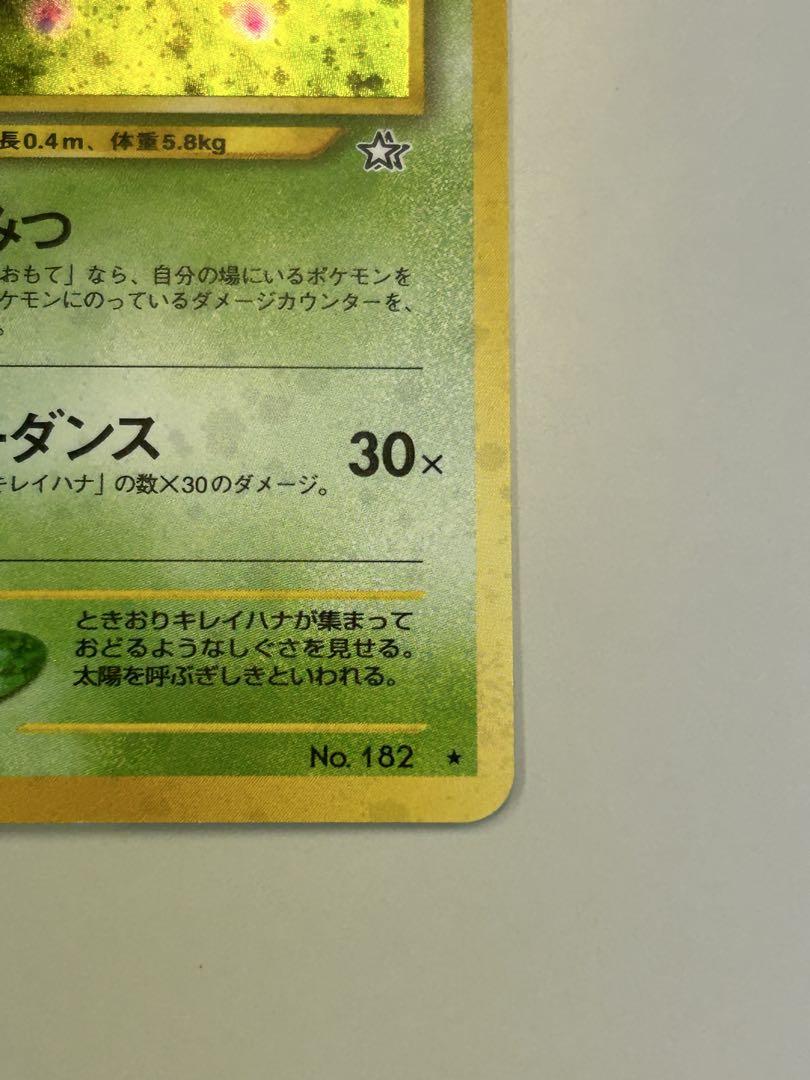 長0.4m、体重5.8kg
みつ
おもて」なら、自分の場にいるポケモンを
ケモンにのっているダメージカウンターを、
。
ーダンス 30×
キレイハナ」の数×30のダメージ。
ときおりキレイハナが集まって
おどるようなしぐさを見せる。
太陽を呼ぶぎしきといわれる。
No. 182 ★